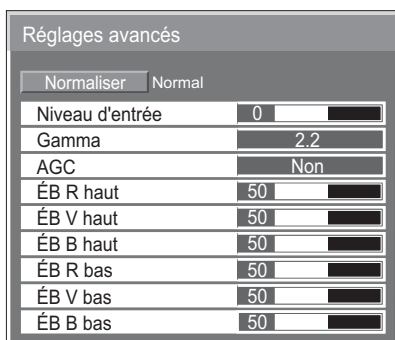 Réglages avancés
Normaliser Normal
Niveau d'entrée 0
Gamma 2.2
AGC Non
ÉB R haut 50
ÉB V haut 50
ÉB B haut 50
ÉB R bas 50
ÉB V bas 50
ÉB B bas 50